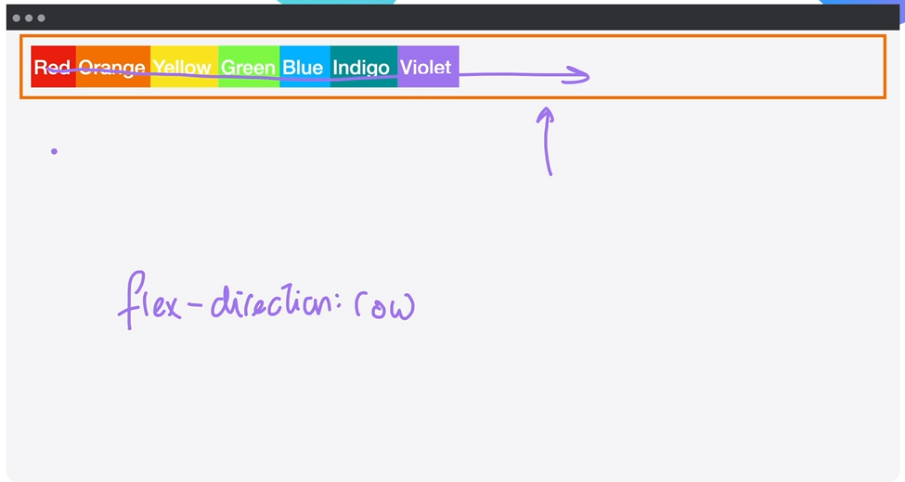 Red Orange Yellow Green Blue Indigo Violet
flex-direction: row